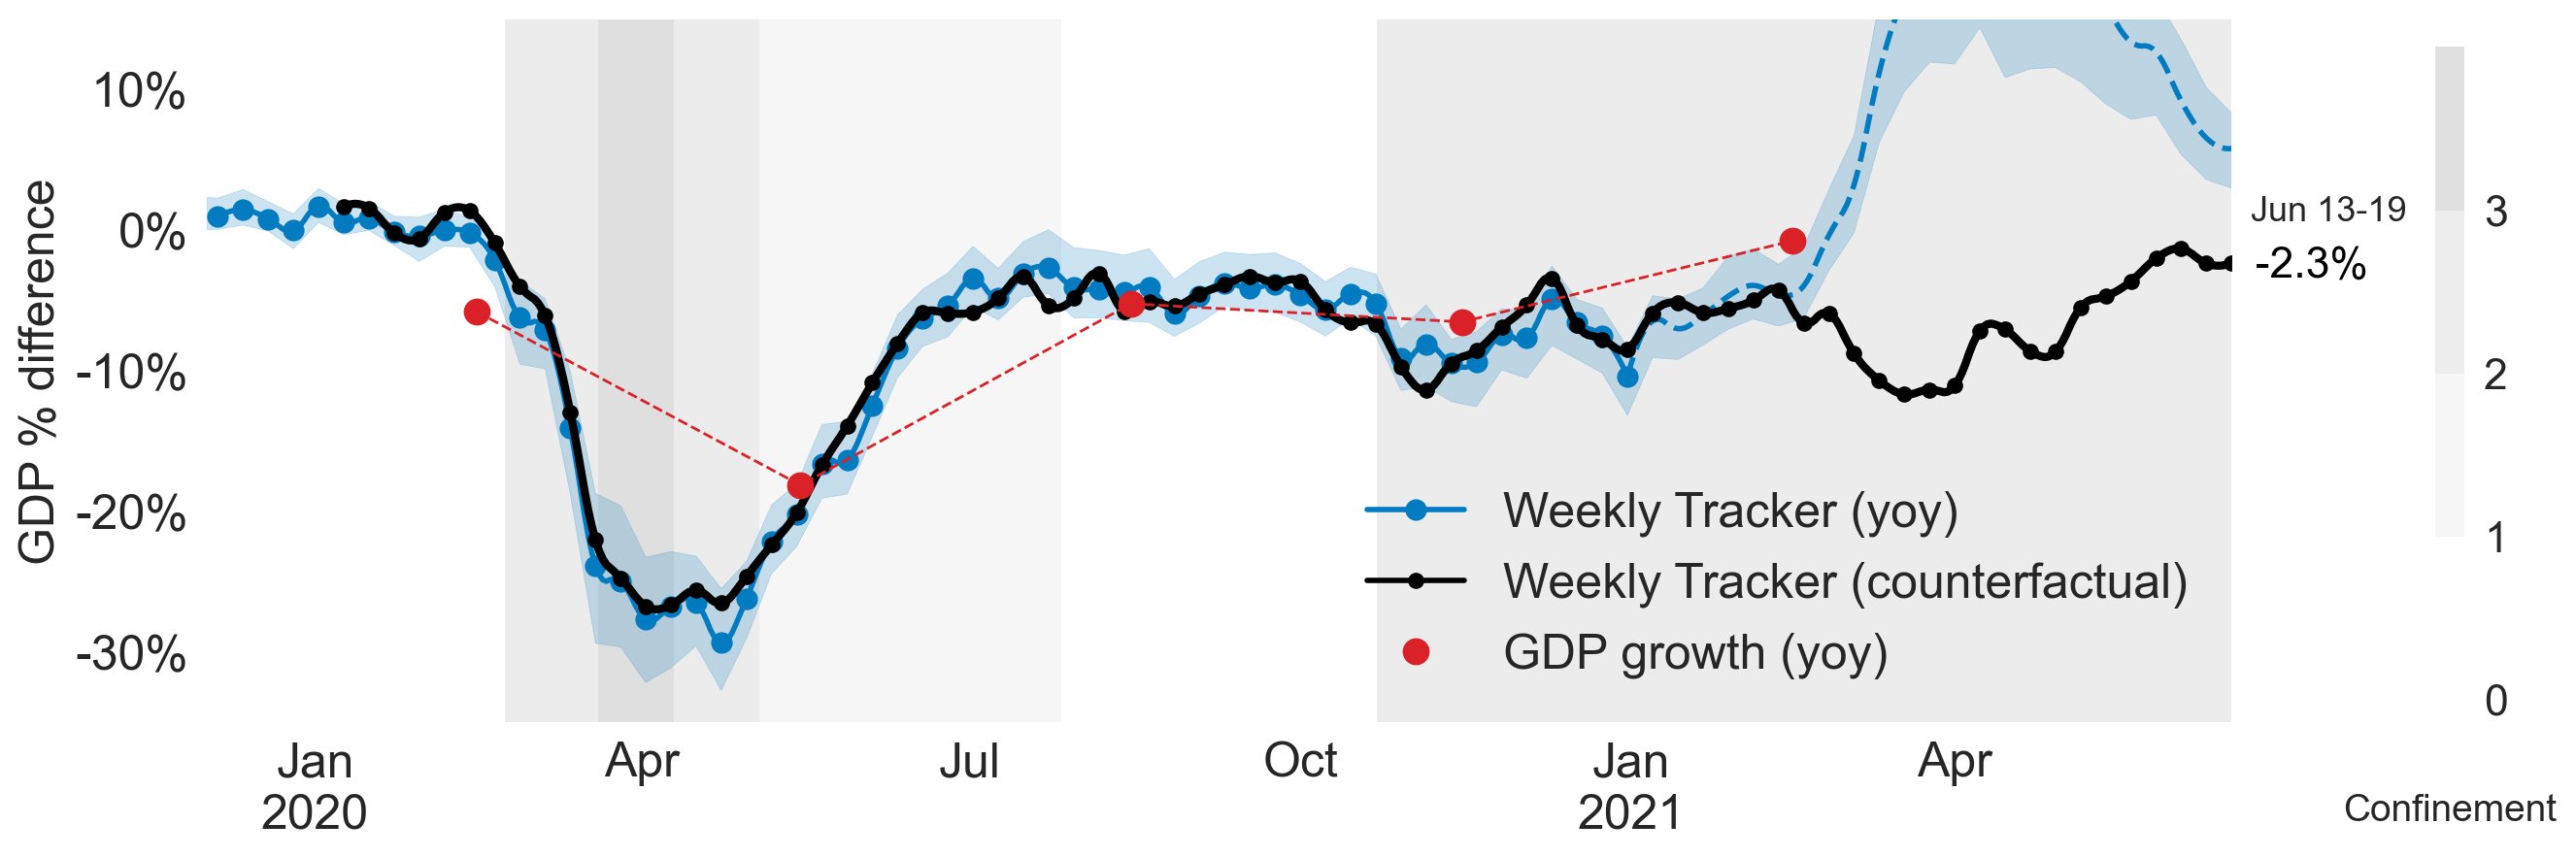 GDP % difference
10%
0%
-10%
-20%
-30%
Jan
2020
Apr
Jul
Oct
Jan
2021
Apr
Weekly Tracker (yoy)
Weekly Tracker (counterfactual)
GDP growth (yoy)
Jun 13-19
-2.3%
3
2
1
0
Confinement